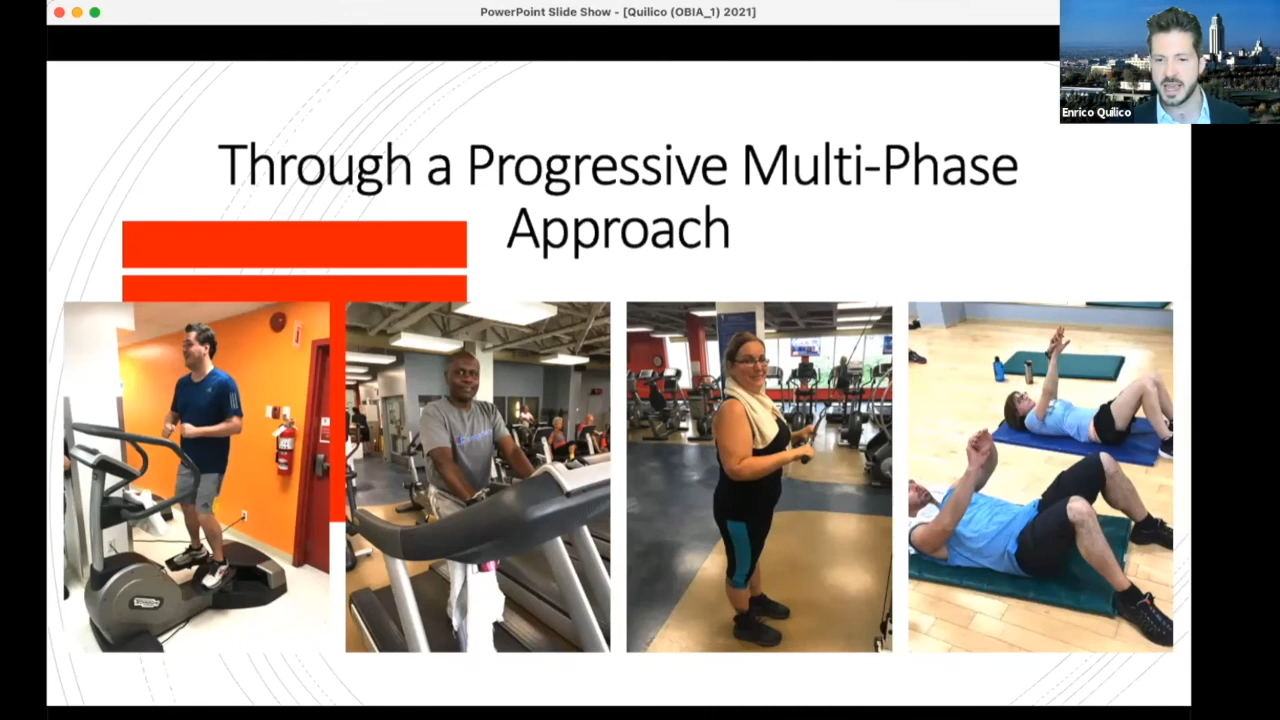 PowerPoint Slide Show - [Quilico (OBIA_1) 2021]
Enrico Quilico
Through a Progressive Multi-Phase
Approach